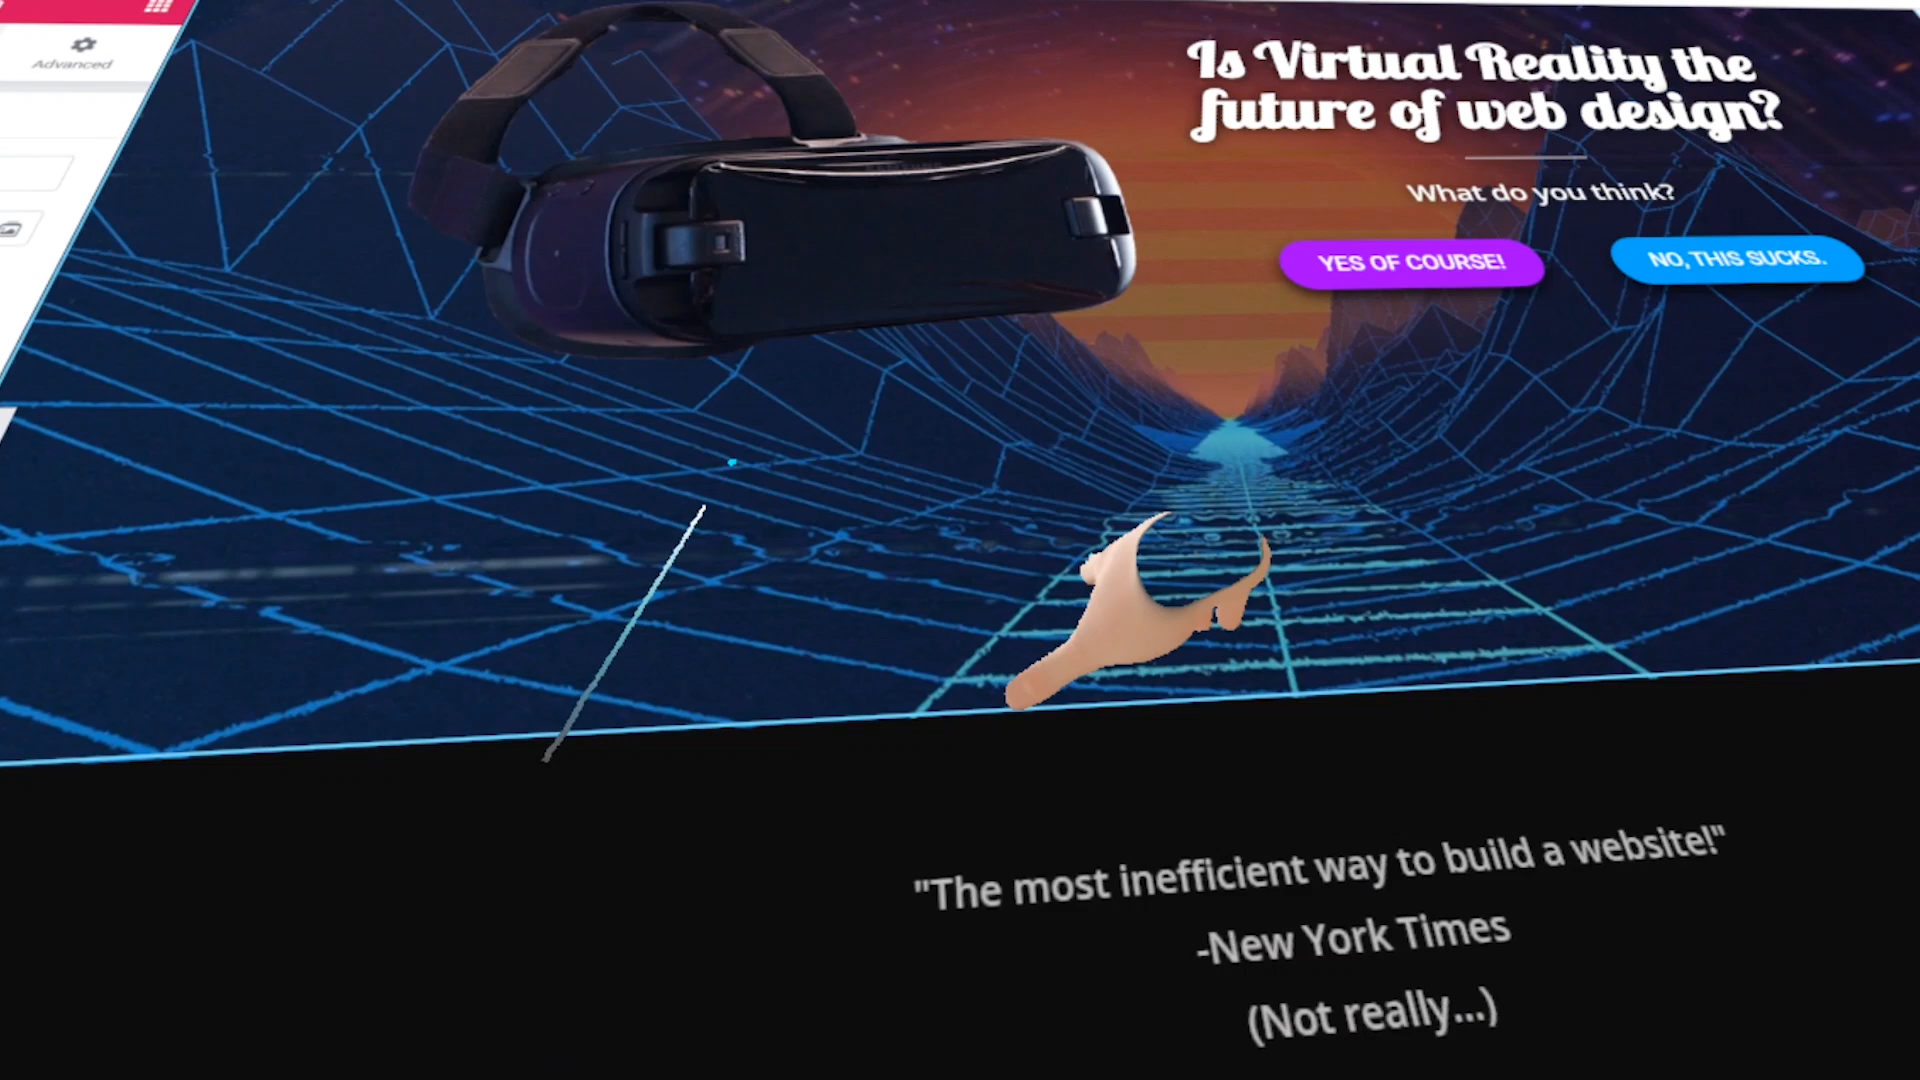 Advanced
Is Virtual Reality the
future of web design?
What do you think?
YES OF COURSE!
NO, THIS SUCKS.
"The most inefficient way to build a website!"
-New York Times
(Not really...)